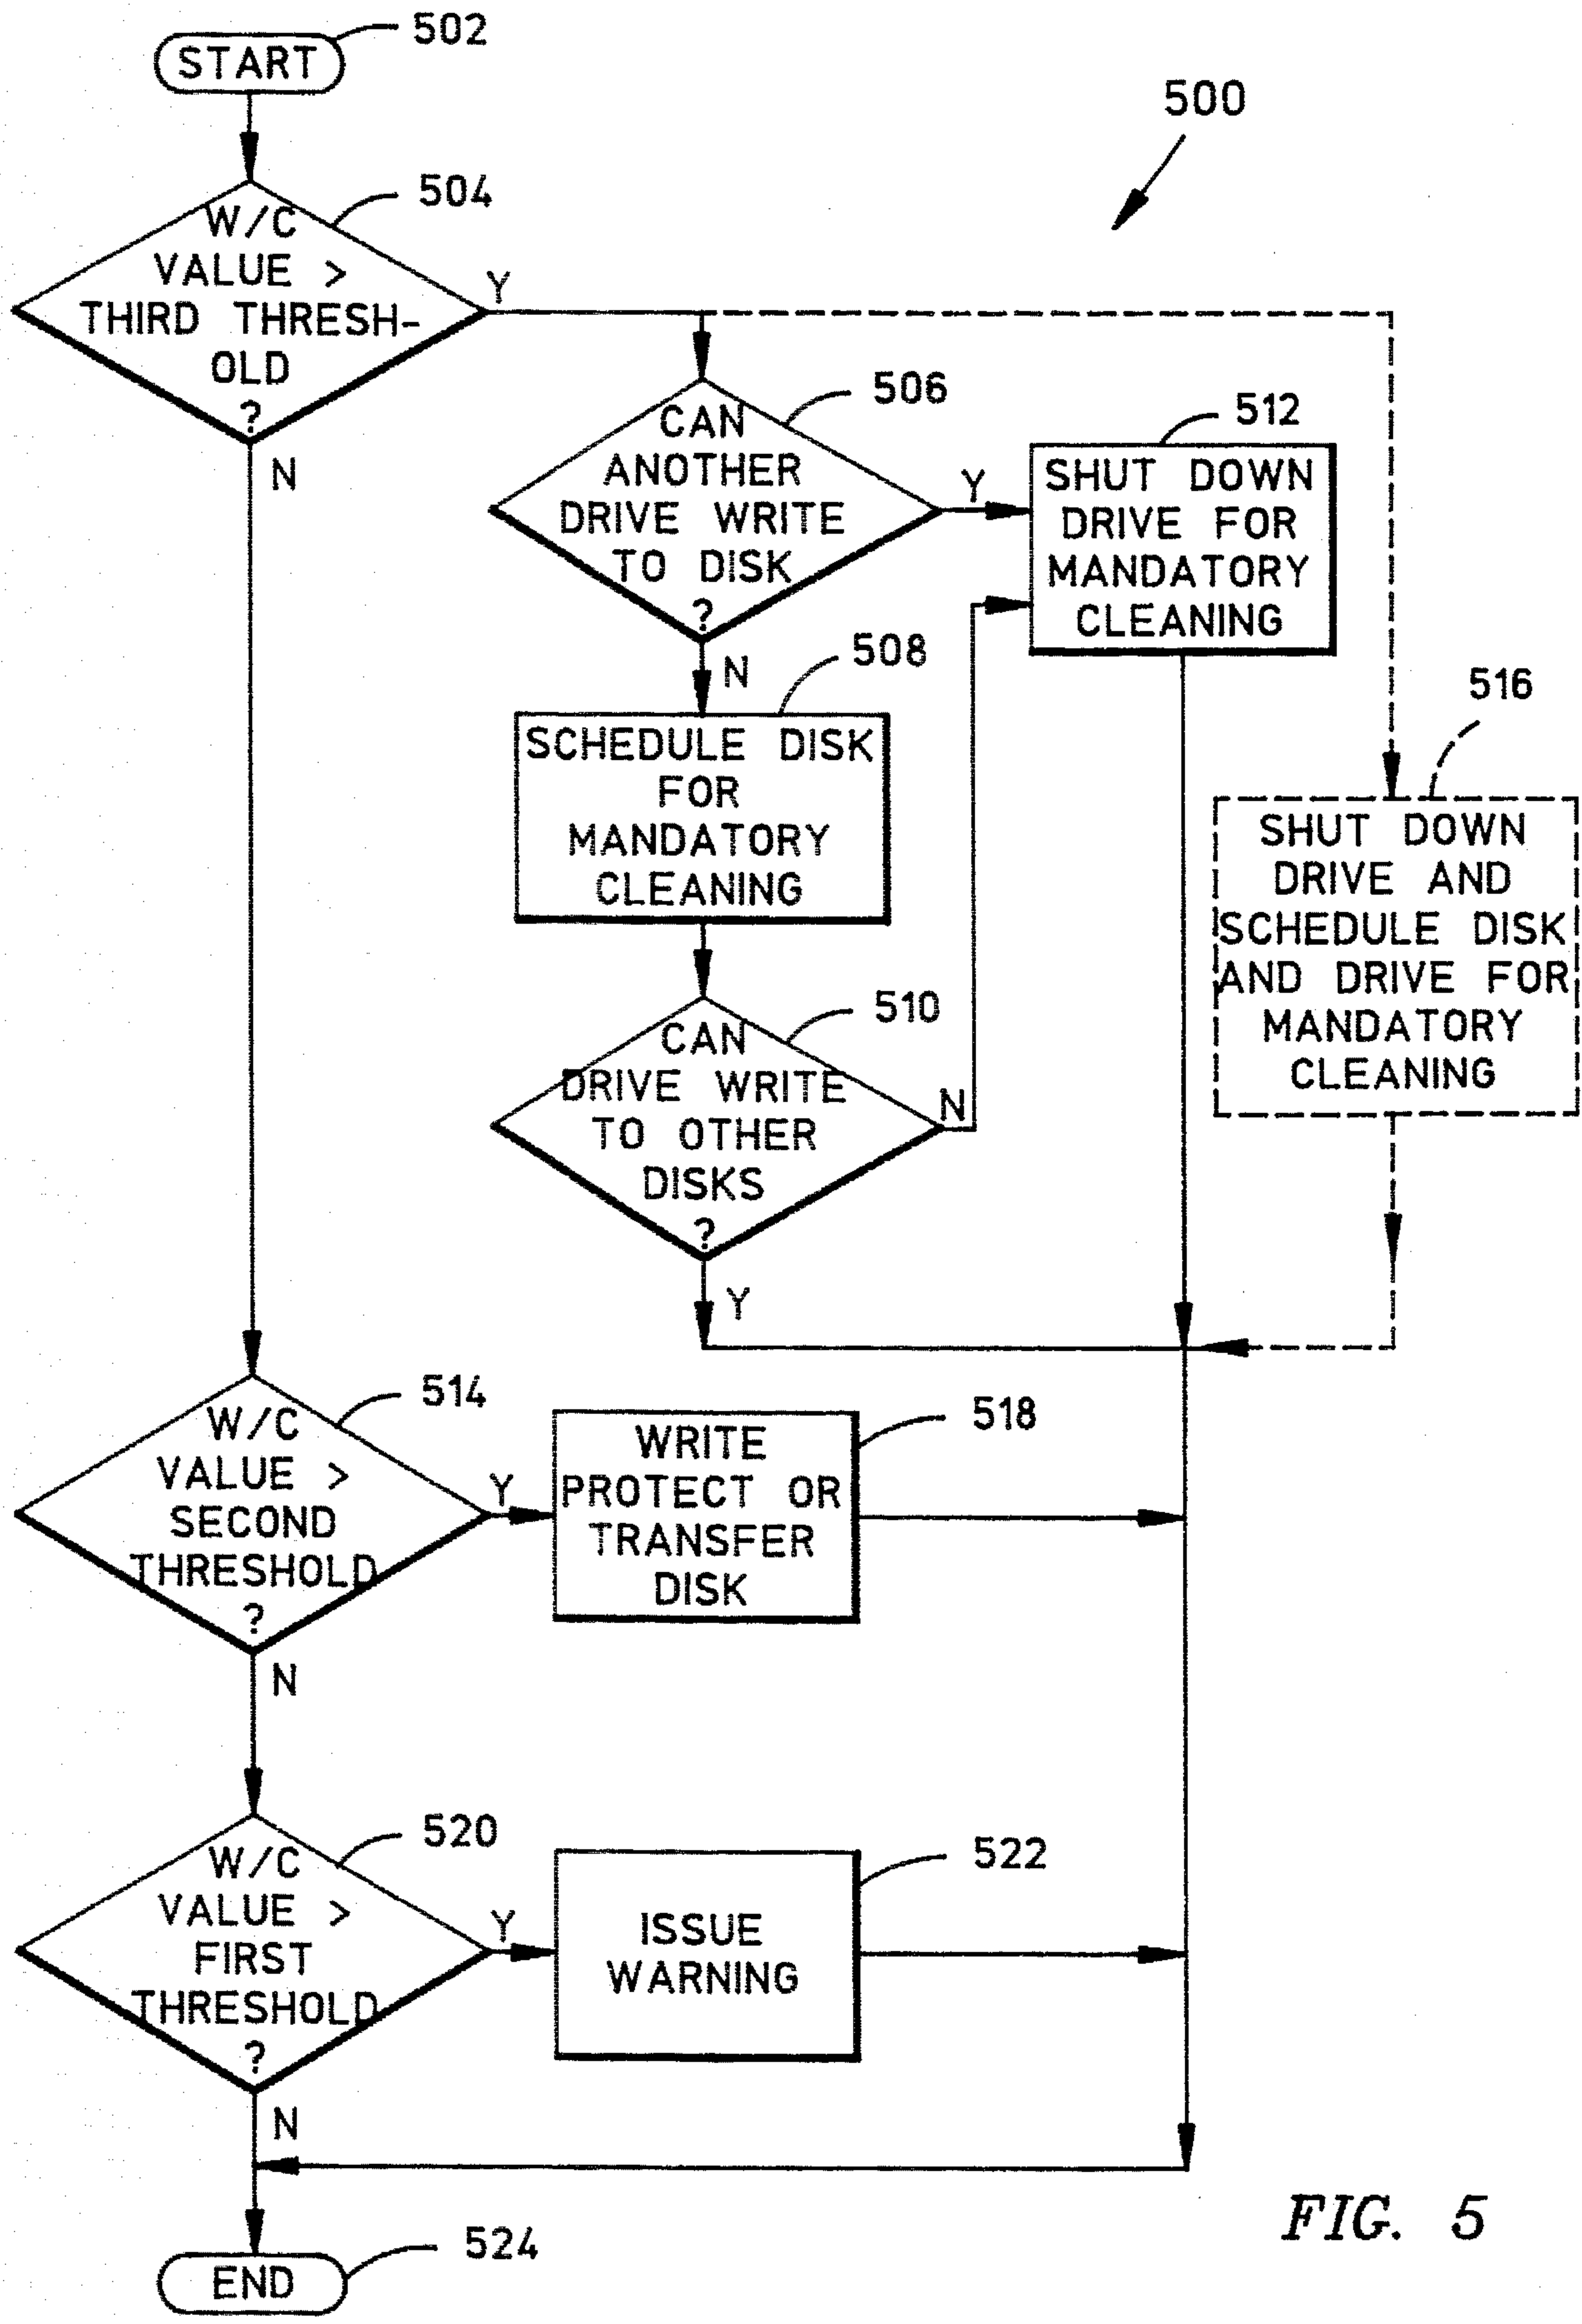 502
START
500
504
W/C
VALUE >
THIRD THRESH-
OLD
?
Y
N
506
CAN
ANOTHER
DRIVE WRITE
TO DISK
?
Y
N
512
SHUT DOWN
DRIVE FOR
MANDATORY
CLEANING
508
SCHEDULE DISK
FOR
MANDATORY
CLEANING
516
SHUT DOWN
DRIVE AND
SCHEDULE DISK
AND DRIVE FOR
MANDATORY
CLEANING
510
CAN
DRIVE WRITE
TO OTHER
DISKS
?
N
Y
514
W/C
VALUE >
SECOND
THRESHOLD
?
Y
N
518
WRITE
PROTECT OR
TRANSFER
DISK
520
W/C
VALUE >
FIRST
THRESHOLD
?
Y
N
522
ISSUE
WARNING
524
END
FIG. 5